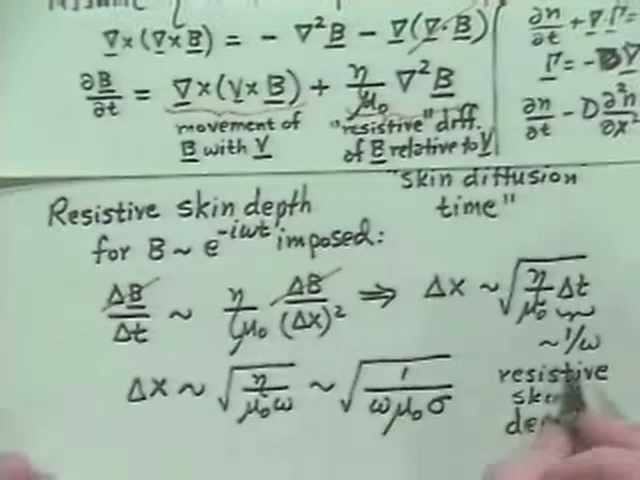 ∇×(∇×B) = - ∇²B - ∇(∇·B)
∂B/∂t = ∇×(V×B) + η/μ₀ ∇²B
movement of
B with V
"resistive" diff.
of B relative to V
∂n/∂t + ∇·Γ=
Γ = -D∇
∂n/∂t - D ∂²n/∂x²
"skin diffusion
time"
Resistive skin depth
for B ~ e^-iωt imposed:
ΔB/Δt ~ η/μ₀ ΔB/(Δx)² ⇒ Δx ~ √(η/μ₀ Δt)
~1/ω
Δx ~ √(η/μ₀ω) ~ √(1/ωμ₀σ)
resistive